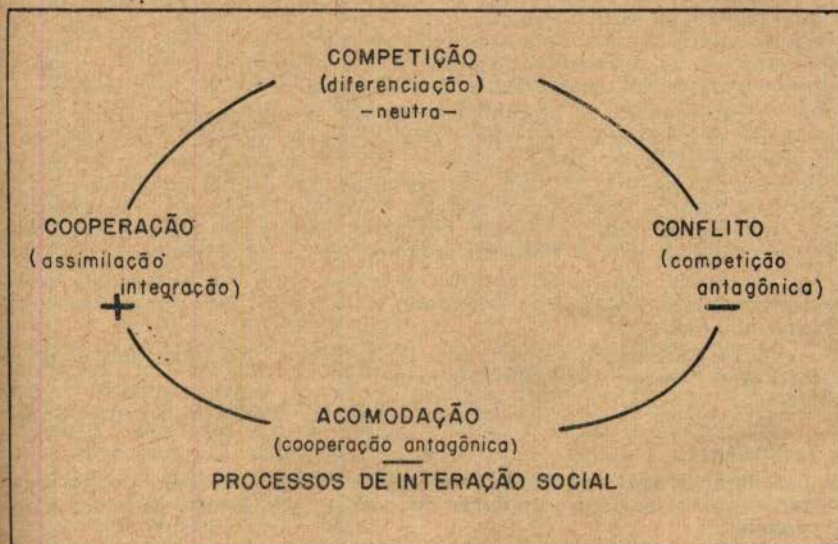 COMPETIÇÃO
(diferenciação)
—neutra—
COOPERAÇÃO
(assimilação
integração)
+
CONFLITO
(competição
antagônica)
—
ACOMODAÇÃO
(cooperação antagônica)
—
PROCESSOS DE INTERAÇÃO SOCIAL